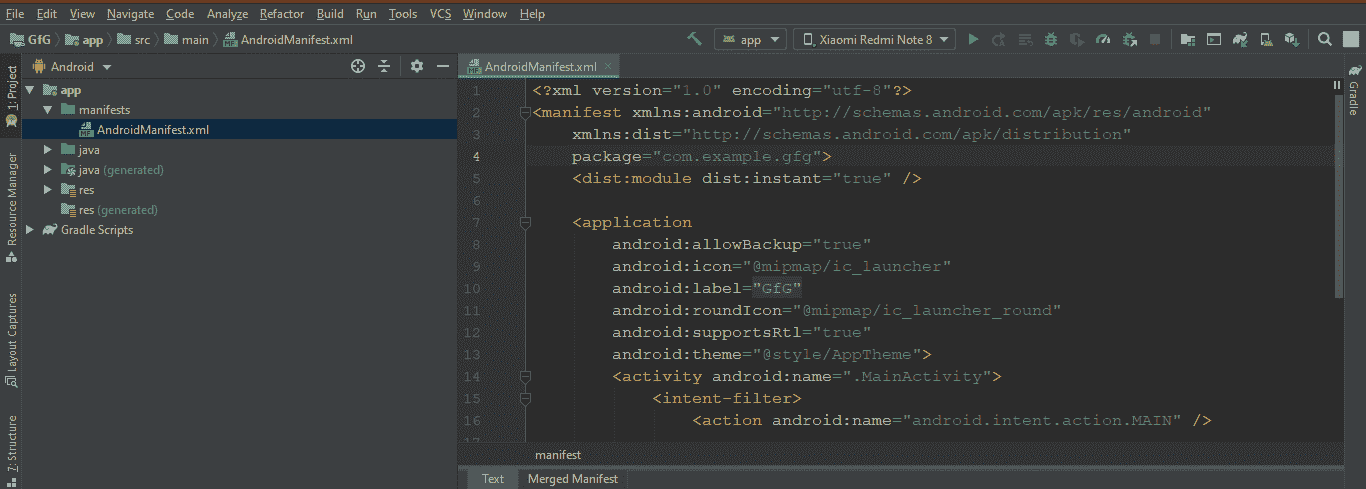 File Edit View Navigate Code Analyze Refactor Build Run Tools VCS Window Help
GfG app src main AndroidManifest.xml app Xiaomi Redmi Note 8
Android
AndroidManifest.xml
1: Project
Resource Manager
Layout Captures
7: Structure
app
manifests
AndroidManifest.xml
java
java (generated)
res
res (generated)
Gradle Scripts
1 <?xml version="1.0" encoding="utf-8"?>
2 <manifest xmlns:android="http://schemas.android.com/apk/res/android"
3 xmlns:dist="http://schemas.android.com/apk/distribution"
4 package="com.example.gfg">
5 <dist:module dist:instant="true" />
6
7 <application
8 android:allowBackup="true"
9 android:icon="@mipmap/ic_launcher"
10 android:label="GfG"
11 android:roundIcon="@mipmap/ic_launcher_round"
12 android:supportsRtl="true"
13 android:theme="@style/AppTheme">
14 <activity android:name=".MainActivity">
15 <intent-filter>
16 <action android:name="android.intent.action.MAIN" />
manifest
Text Merged Manifest
Gradle